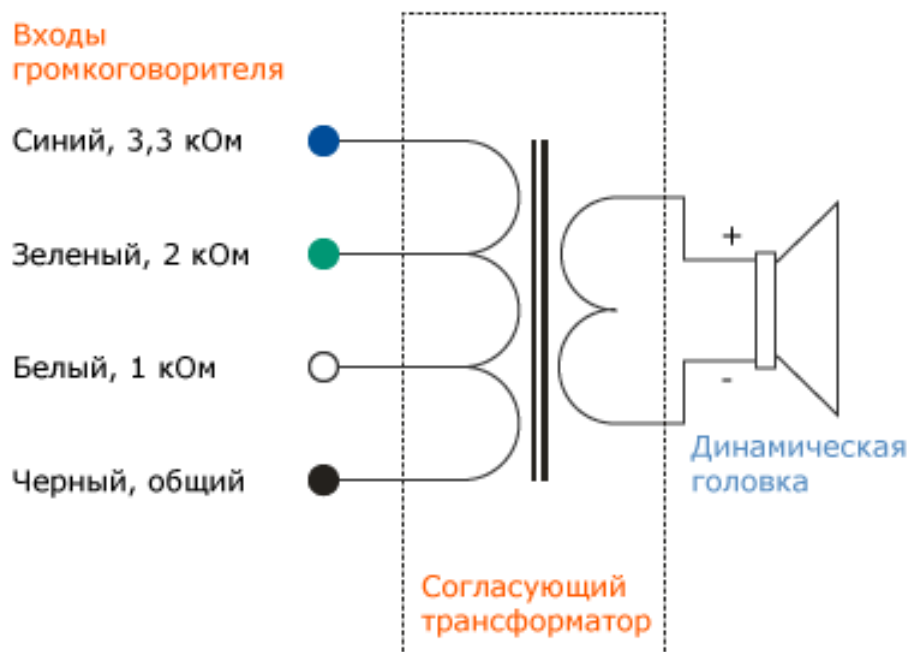 Входы
громкоговорителя
Синий, 3,3 кОм
Зеленый, 2 кОм
Белый, 1 кОм
Черный, общий
+
-
Динамическая
головка
Согласующий
трансформатор